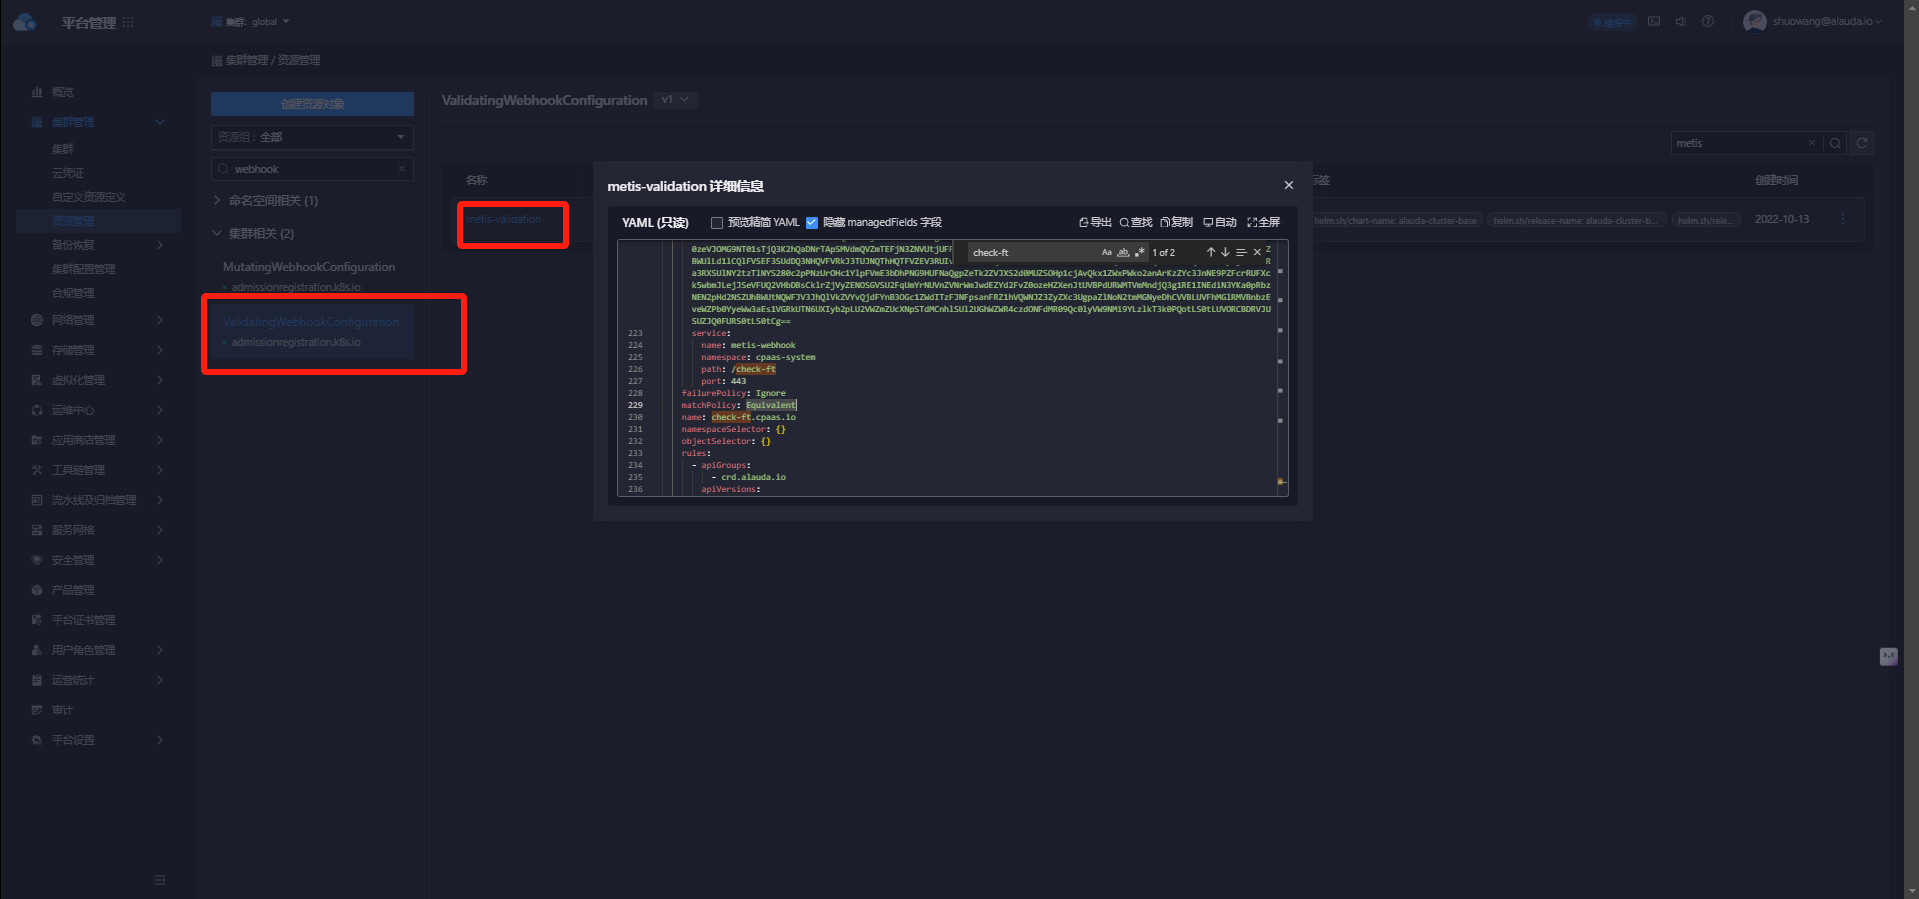 平台管理
集群: global
shuowang@alauda.io
集群管理 / 资源管理
概览
集群管理
集群
云凭证
自定义资源定义
资源管理
备份恢复
集群配置管理
合规管理
网络管理
存储管理
虚拟化管理
运维中心
应用商店管理
工具链管理
流水线及归档管理
服务网格
安全管理
产品管理
平台证书管理
用户角色管理
运营统计
审计
平台设置
创建资源对象
资源组: 全部
webhook
命名空间相关 (1)
集群相关 (2)
MutatingWebhookConfiguration
admissionregistration.k8s.io
ValidatingWebhookConfiguration
admissionregistration.k8s.io
ValidatingWebhookConfiguration v1
metis
名称
标签
创建时间
metis-validation
helm.sh/chart-name: alauda-cluster-base
helm.sh/release-name: alauda-cluster-b...
helm.sh/rele...
2022-10-13
metis-validation 详细信息
YAML (只读)
预览精简 YAML
隐藏 managedFields 字段
导出
查找
复制
自动
全屏
check-ft
Aa
ab
1 of 2
223 service:
224 name: metis-webhook
225 namespace: cpaas-system
226 path: /check-ft
227 port: 443
228 failurePolicy: Ignore
229 matchPolicy: Equivalent
230 name: check-ft.cpaas.io
231 namespaceSelector: {}
232 objectSelector: {}
233 rules:
234 - apiGroups:
235 - crd.alauda.io
236 apiVersions: